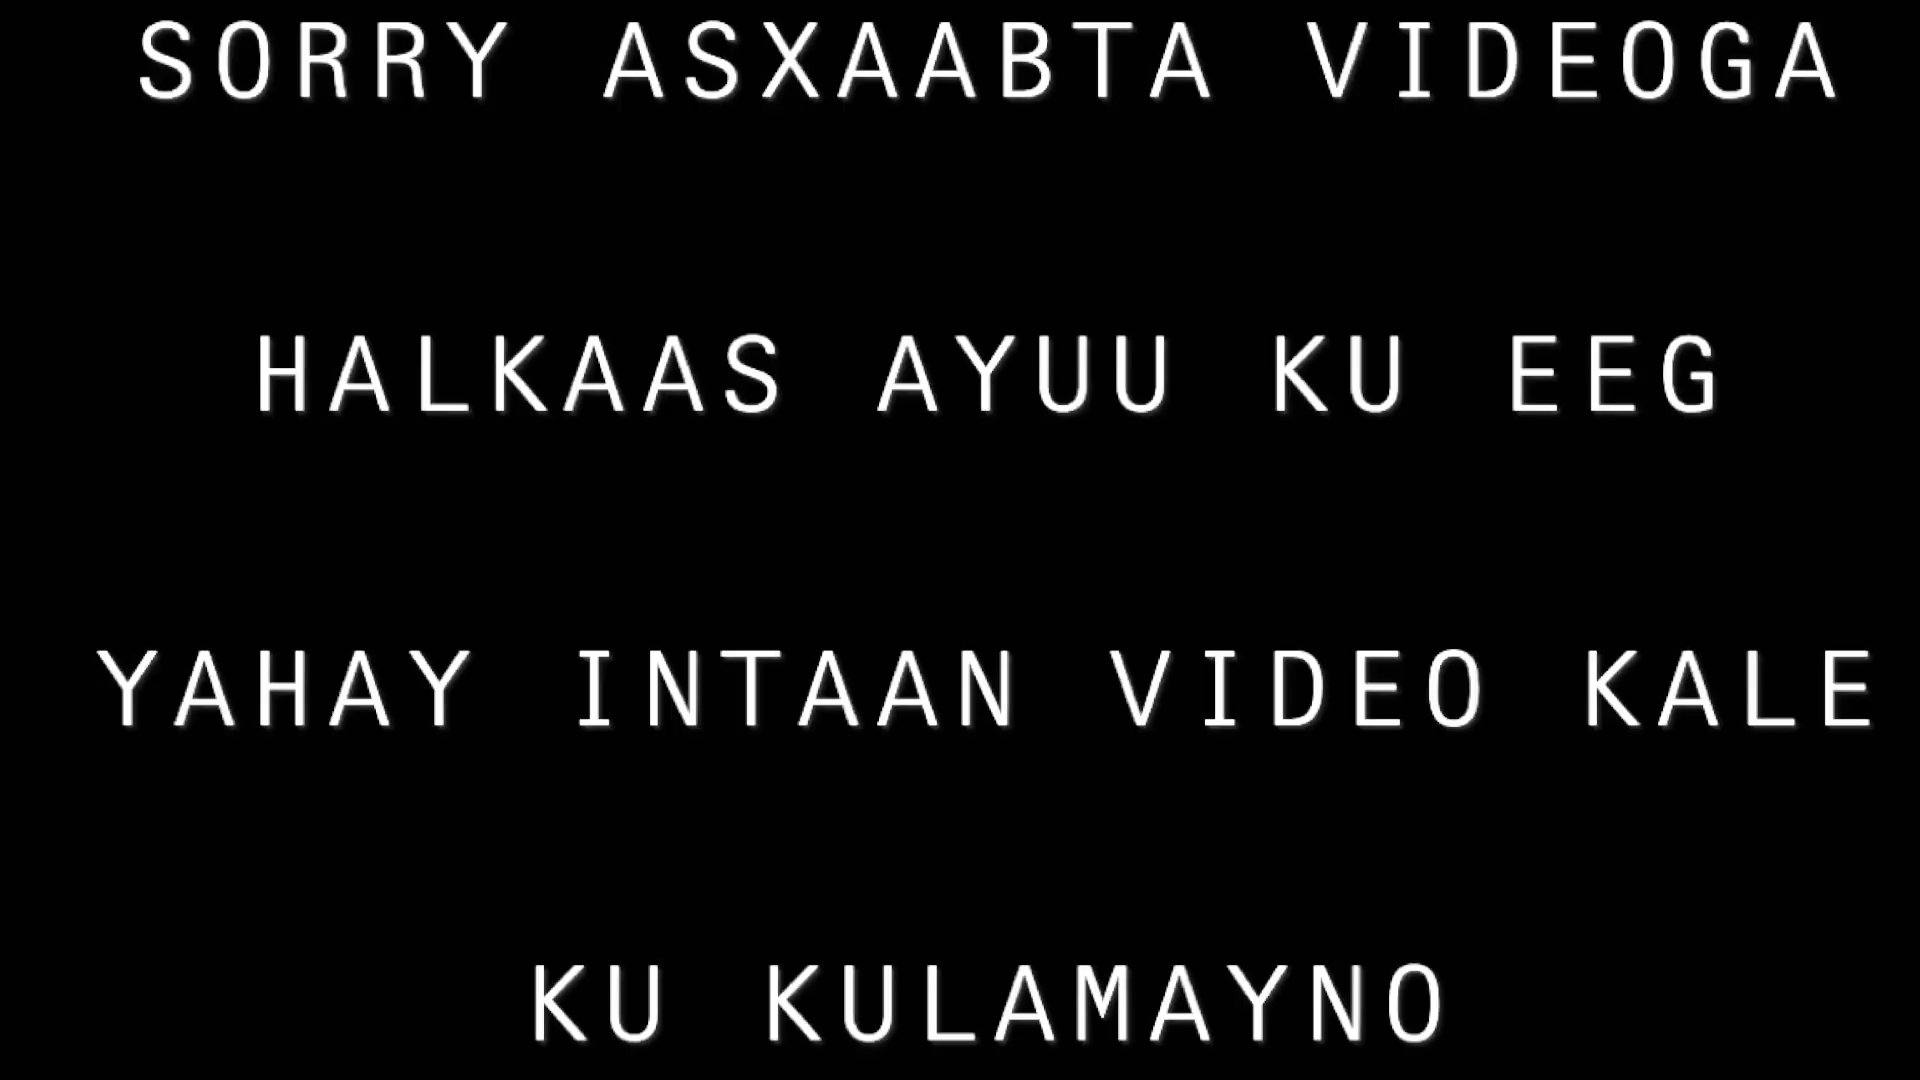 SORRY ASXAABTA VIDEOGA
HALKAAS AYUU KU EEG
YAHAY INTAAN VIDEO KALE
KU KULAMAYNO